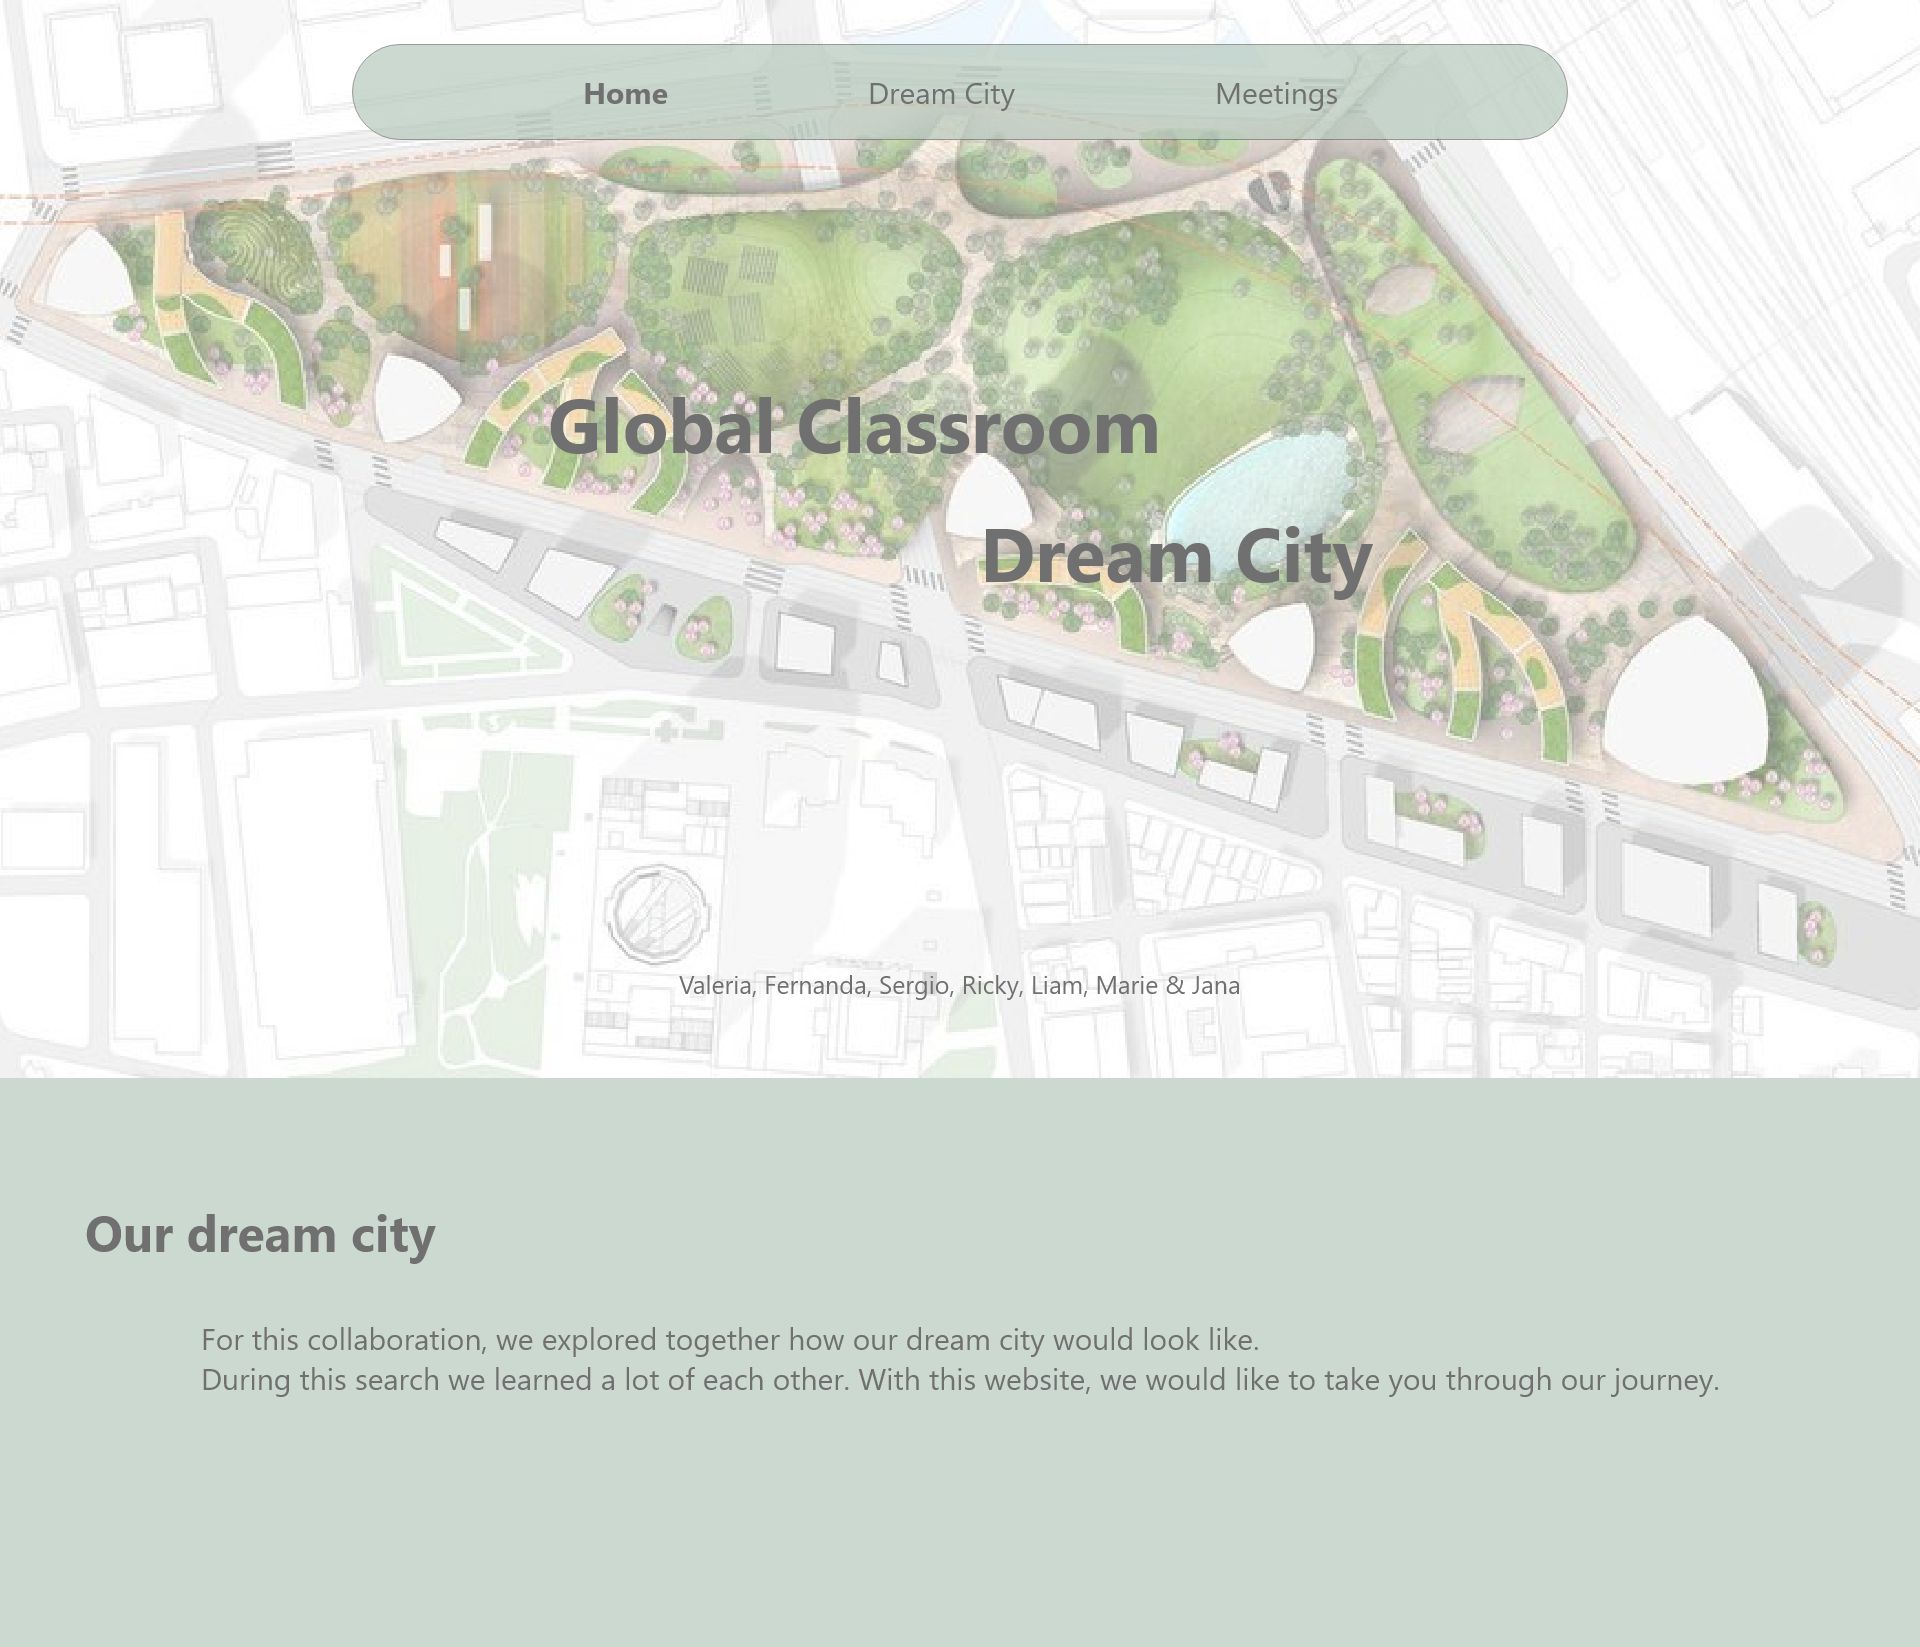 Home Dream City Meetings
Global Classroom
Dream City
Valeria, Fernanda, Sergio, Ricky, Liam, Marie & Jana
Our dream city
For this collaboration, we explored together how our dream city would look like.
During this search we learned a lot of each other. With this website, we would like to take you through our journey.